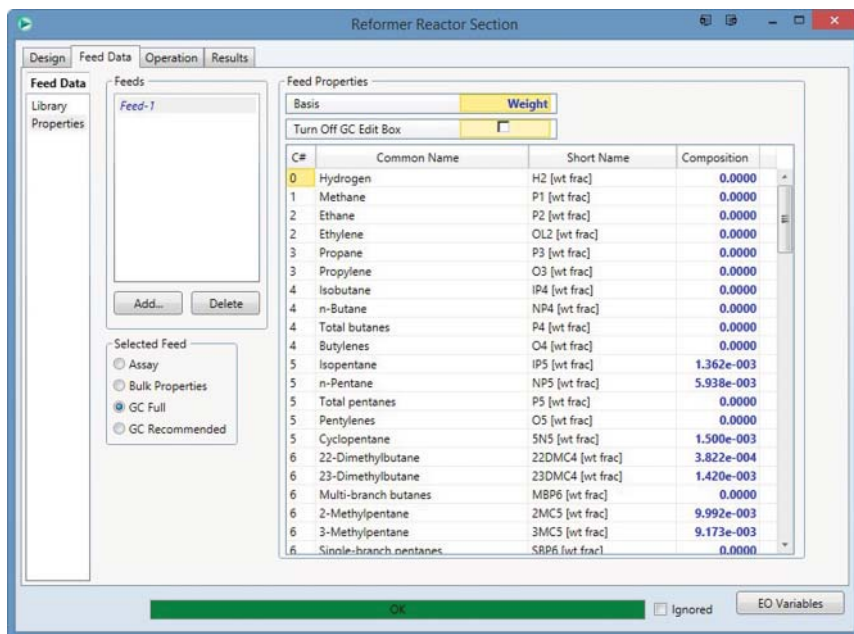 Reformer Reactor Section
Design Feed Data Operation Results
Feed Data
Library
Properties
Feeds
Feed-1
Add... Delete
Selected Feed
Assay
Bulk Properties
GC Full
GC Recommended
Feed Properties
Basis Weight
Turn Off GC Edit Box
C# Common Name Short Name Composition
0 Hydrogen H2 [wt frac] 0.0000
1 Methane P1 [wt frac] 0.0000
2 Ethane P2 [wt frac] 0.0000
2 Ethylene OL2 [wt frac] 0.0000
3 Propane P3 [wt frac] 0.0000
3 Propylene O3 [wt frac] 0.0000
4 Isobutane IP4 [wt frac] 0.0000
4 n-Butane NP4 [wt frac] 0.0000
4 Total butanes P4 [wt frac] 0.0000
4 Butylenes O4 [wt frac] 0.0000
5 Isopentane IP5 [wt frac] 1.362e-003
5 n-Pentane NP5 [wt frac] 5.938e-003
5 Total pentanes P5 [wt frac] 0.0000
5 Pentylenes O5 [wt frac] 0.0000
5 Cyclopentane 5N5 [wt frac] 1.500e-003
6 22-Dimethylbutane 22DMC4 [wt frac] 3.822e-004
6 23-Dimethylbutane 23DMC4 [wt frac] 1.420e-003
6 Multi-branch butanes MBP6 [wt frac] 0.0000
6 2-Methylpentane 2MC5 [wt frac] 9.992e-003
6 3-Methylpentane 3MC5 [wt frac] 9.173e-003
6 Single-branch pentanes SBP6 [wt frac] 0.0000
OK
Ignored
EO Variables